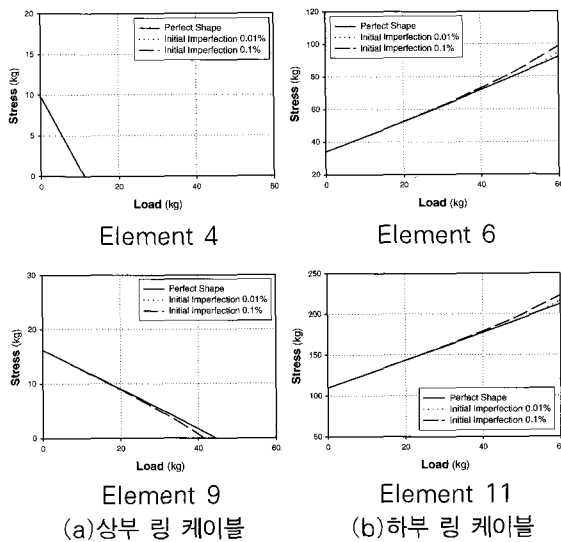 20
15
10
5
0
Stress (kg)
Perfect Shape
Initial Imperfection 0.01%
Initial Imperfection 0.1%
0 20 40 60
Load (kg)
Element 4
120
100
80
60
40
20
Stress (kg)
Perfect Shape
Initial Imperfection 0.01%
Initial Imperfection 0.1%
0 20 40 60
Load (kg)
Element 6
30
20
10
0
Stress (kg)
Perfect Shape
Initial Imperfection 0.01%
Initial Imperfection 0.1%
0 20 40 60
Load (kg)
Element 9
(a)상부 링 케이블
250
200
150
100
50
Stress (kg)
Perfect Shape
Initial Imperfection 0.01%
Initial Imperfection 0.1%
0 20 40 60
Load (kg)
Element 11
(b)하부 링 케이블